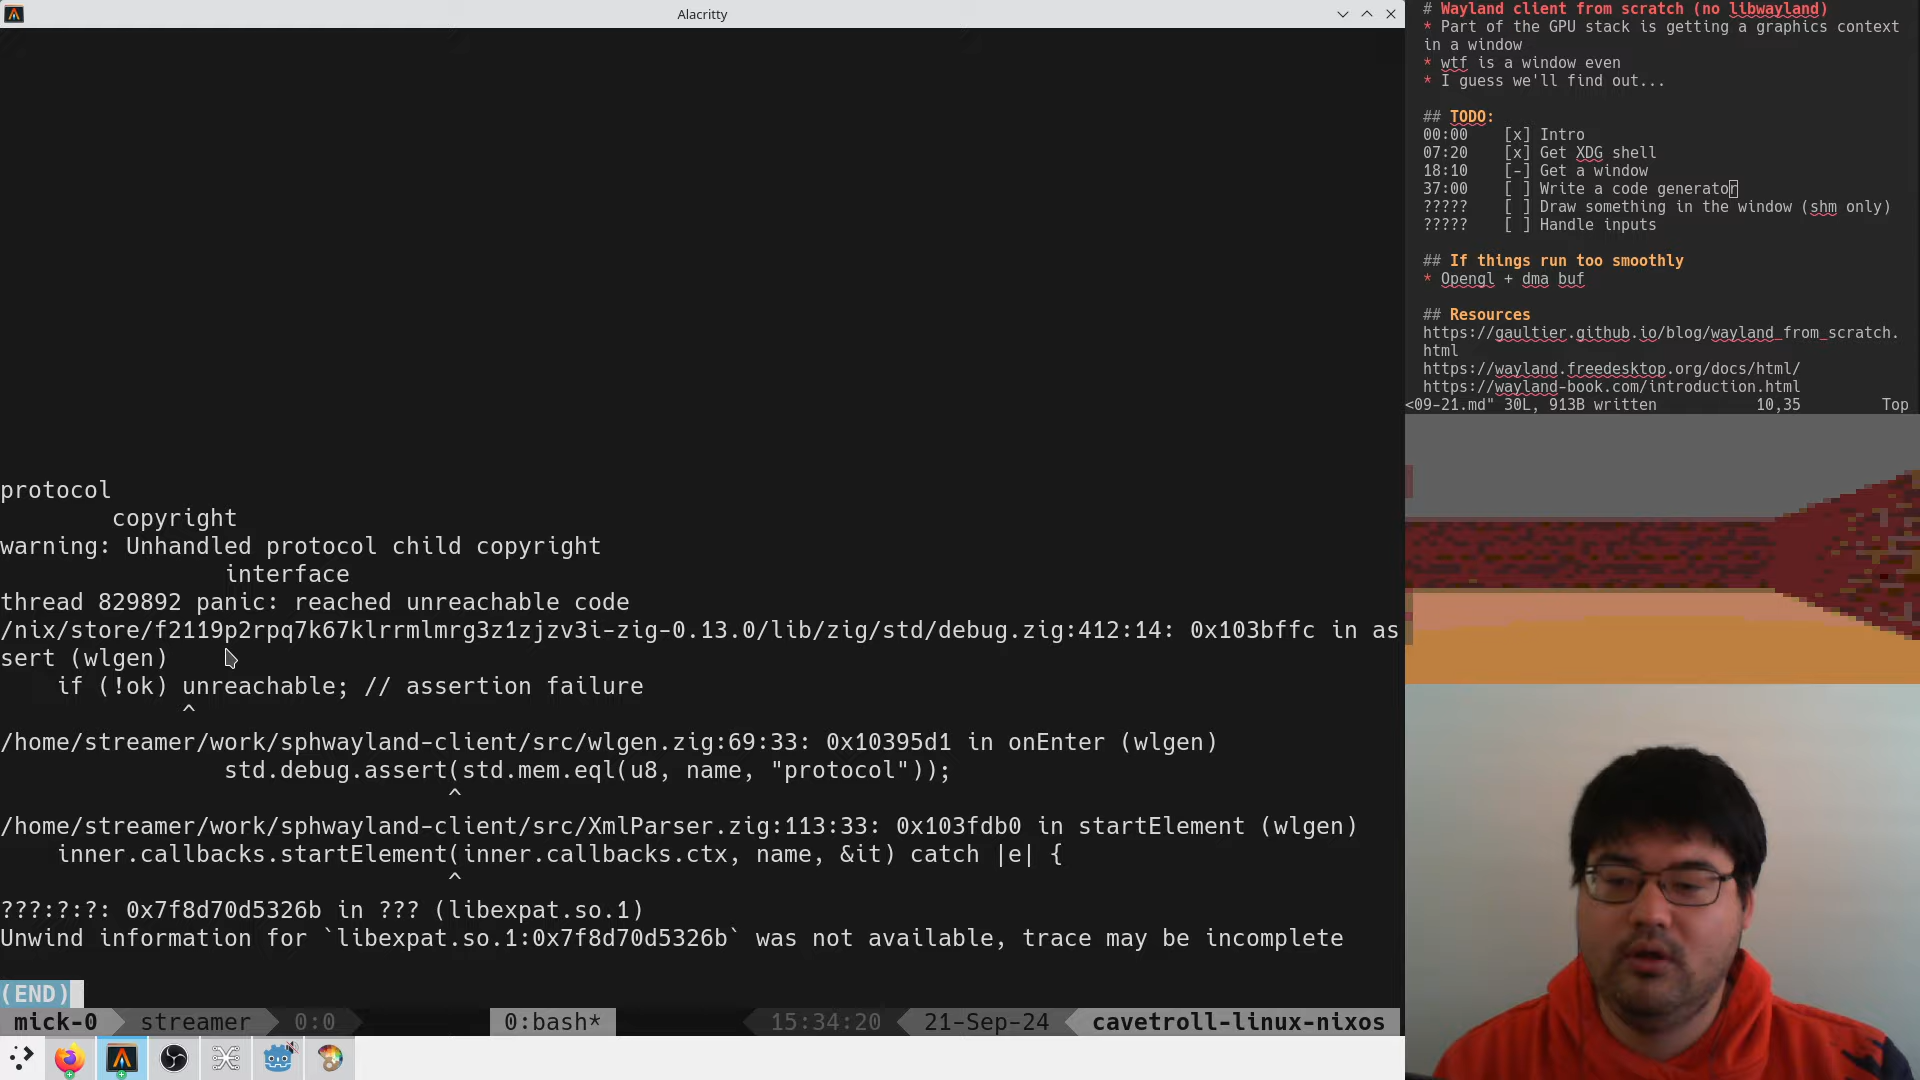 Alacritty
protocol
copyright
warning: Unhandled protocol child copyright
interface
thread 829892 panic: reached unreachable code
/nix/store/f2119p2rpq7k67klrrmlmrg3z1zjzv3i-zig-0.13.0/lib/zig/std/debug.zig:412:14: 0x103bffc in as
sert (wlgen)
if (!ok) unreachable; // assertion failure
^
/home/streamer/work/sphwayland-client/src/wlgen.zig:69:33: 0x10395d1 in onEnter (wlgen)
std.debug.assert(std.mem.eql(u8, name, "protocol"));
^
/home/streamer/work/sphwayland-client/src/XmlParser.zig:113:33: 0x103fdb0 in startElement (wlgen)
inner.callbacks.startElement(inner.callbacks.ctx, name, &it) catch |e| {
^
???:?:?: 0x7f8d70d5326b in ??? (libexpat.so.1)
Unwind information for `libexpat.so.1:0x7f8d70d5326b` was not available, trace may be incomplete
(END)
mick-0 streamer 0:0 0:bash* 15:34:20 21-Sep-24 cavetroll-linux-nixos
# Wayland client from scratch (no libwayland)
* Part of the GPU stack is getting a graphics context
in a window
* wtf is a window even
* I guess we'll find out...
## TODO:
00:00 [x] Intro
07:20 [x] Get XDG shell
18:10 [-] Get a window
37:00 [ ] Write a code generator
????? [ ] Draw something in the window (shm only)
????? [ ] Handle inputs
## If things run too smoothly
* Opengl + dma buf
## Resources
https://gaultier.github.io/blog/wayland_from_scratch.
html
https://wayland.freedesktop.org/docs/html/
https://wayland-book.com/introduction.html
<09-21.md" 30L, 913B written 10,35 Top